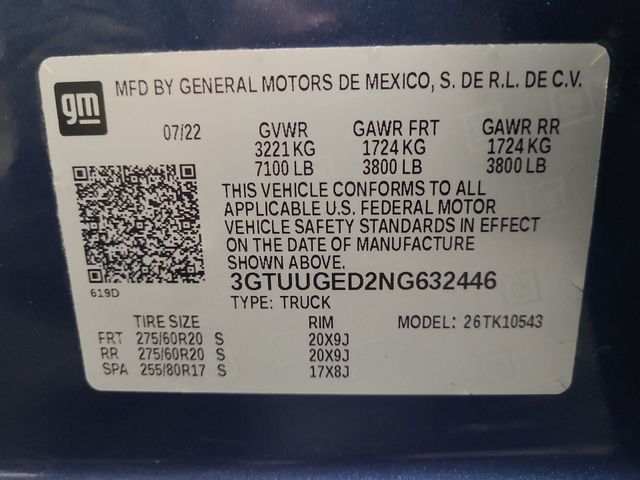 gm
MFD BY GENERAL MOTORS DE MEXICO, S. DE R.L. DE C.V.
07/22 GVWR GAWR FRT GAWR RR
3221 KG 1724 KG 1724 KG
7100 LB 3800 LB 3800 LB
THIS VEHICLE CONFORMS TO ALL
APPLICABLE U.S. FEDERAL MOTOR
VEHICLE SAFETY STANDARDS IN EFFECT
ON THE DATE OF MANUFACTURE
SHOWN ABOVE.
619D
3GTUUGED2NG632446
TYPE: TRUCK
TIRE SIZE RIM MODEL: 26TK10543
FRT 275/60R20 S 20X9J
RR 275/60R20 S 20X9J
SPA 255/80R17 S 17X8J